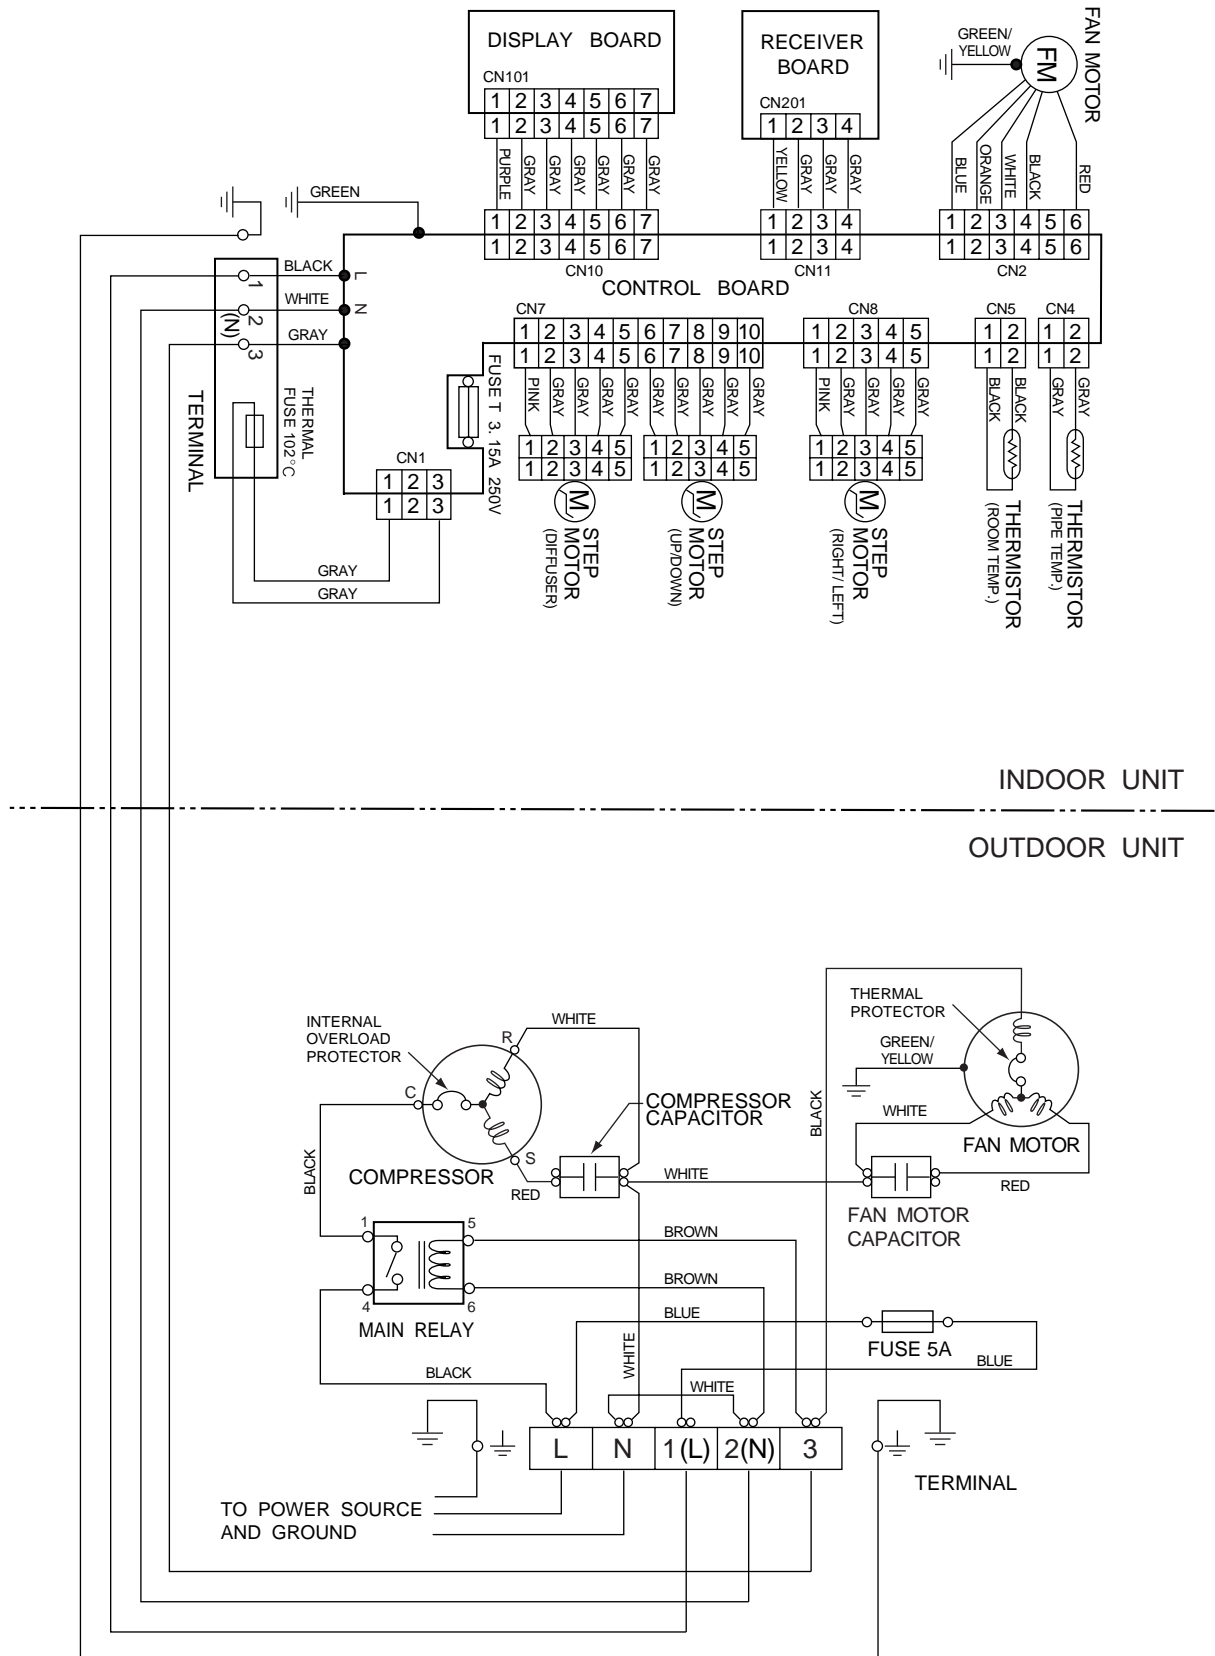 DISPLAY BOARD
CN101
1 2 3 4 5 6 7
1 2 3 4 5 6 7
PURPLE
GRAY
GRAY
GRAY
GRAY
GRAY
GRAY
1 2 3 4 5 6 7
1 2 3 4 5 6 7
CN10
RECEIVER
BOARD
CN201
1 2 3 4
YELLOW
GRAY
GRAY
GRAY
1 2 3 4
1 2 3 4
CN11
GREEN/
YELLOW
FM
FAN MOTOR
BLUE
ORANGE
WHITE
BLACK
RED
1 2 3 4 5 6
1 2 3 4 5 6
CN2
GREEN
BLACK
WHITE
GRAY
L
N
1
2
(N)
3
TERMINAL
THERMAL
FUSE 102°C
CONTROL BOARD
FUSE T 3. 15A 250V
CN1
1 2 3
1 2 3
GRAY
GRAY
CN7
1 2 3 4 5 6 7 8 9 10
1 2 3 4 5 6 7 8 9 10
PINK
GRAY
GRAY
GRAY
GRAY
GRAY
GRAY
GRAY
GRAY
GRAY
1 2 3 4 5
1 2 3 4 5
M
STEP
MOTOR
(DIFFUSER)
1 2 3 4 5
1 2 3 4 5
M
STEP
MOTOR
(UP/DOWN)
CN8
1 2 3 4 5
1 2 3 4 5
PINK
GRAY
GRAY
GRAY
GRAY
1 2 3 4 5
1 2 3 4 5
M
STEP
MOTOR
(RIGHT/ LEFT)
CN5
1 2
1 2
BLACK
BLACK
THERMISTOR
(ROOM TEMP.)
CN4
1 2
1 2
GRAY
GRAY
THERMISTOR
(PIPE TEMP.)
INDOOR UNIT
OUTDOOR UNIT
INTERNAL
OVERLOAD
PROTECTOR
R
C
S
WHITE
COMPRESSOR
RED
BLACK
COMPRESSOR
CAPACITOR
WHITE
THERMAL
PROTECTOR
GREEN/
YELLOW
BLACK
WHITE
FAN MOTOR
RED
FAN MOTOR
CAPACITOR
1
5
4
6
MAIN RELAY
BROWN
BROWN
BLUE
FUSE 5A
BLUE
WHITE
WHITE
BLACK
L N 1(L) 2(N) 3
TERMINAL
TO POWER SOURCE
AND GROUND